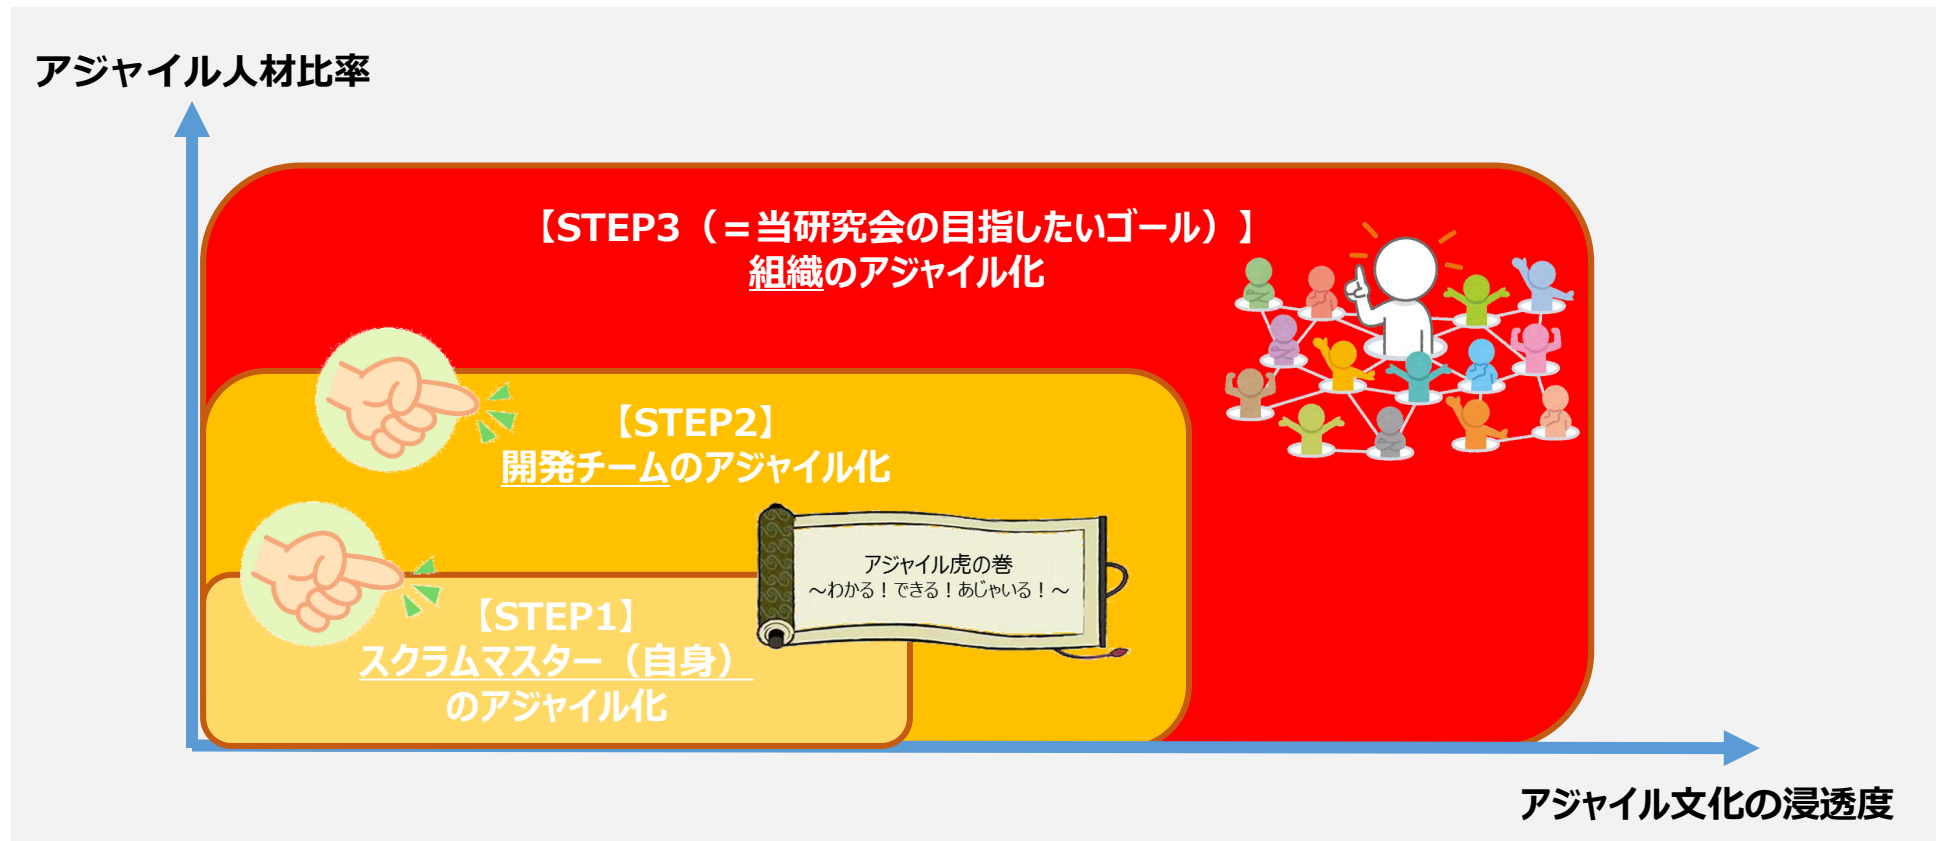 アジャイル人材比率
【STEP3（＝当研究会の目指したいゴール）】
組織のアジャイル化
【STEP2】
開発チームのアジャイル化
アジャイル虎の巻
～わかる！できる！あじゃいる！～
【STEP1】
スクラムマスター（自身）
のアジャイル化
アジャイル文化の浸透度